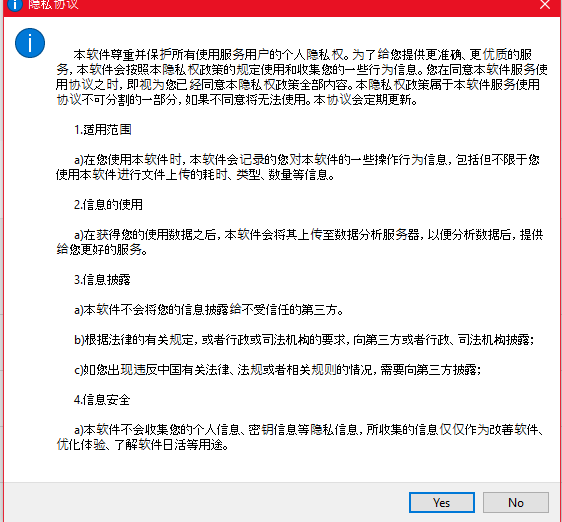 隐私协议
本软件尊重并保护所有使用服务用户的个人隐私权。为了给您提供更准确、更优质的服
务，本软件会按照本隐私权政策的规定使用和收集您的一些行为信息。您在同意本软件服务使
用协议之时，即视为您已经同意本隐私权政策全部内容。本隐私权政策属于本软件服务使用
协议不可分割的一部分，如果不同意将无法使用。本协议会定期更新。
1.适用范围
a)在您使用本软件时，本软件会记录的您对本软件的一些操作行为信息，包括但不限于您
使用本软件进行文件上传的耗时、类型、数量等信息。
2.信息的使用
a)在获得您的使用数据之后，本软件会将其上传至数据分析服务器，以便分析数据后，提供
给您更好的服务。
3.信息披露
a)本软件不会将您的信息披露给不受信任的第三方。
b)根据法律的有关规定，或者行政或司法机构的要求，向第三方或者行政、司法机构披露；
c)如您出现违反中国有关法律、法规或者相关规则的情况，需要向第三方披露；
4.信息安全
a)本软件不会收集您的个人信息、密钥信息等隐私信息，所收集的信息仅仅作为改善软件、
优化体验、了解软件日活等用途。
Yes No